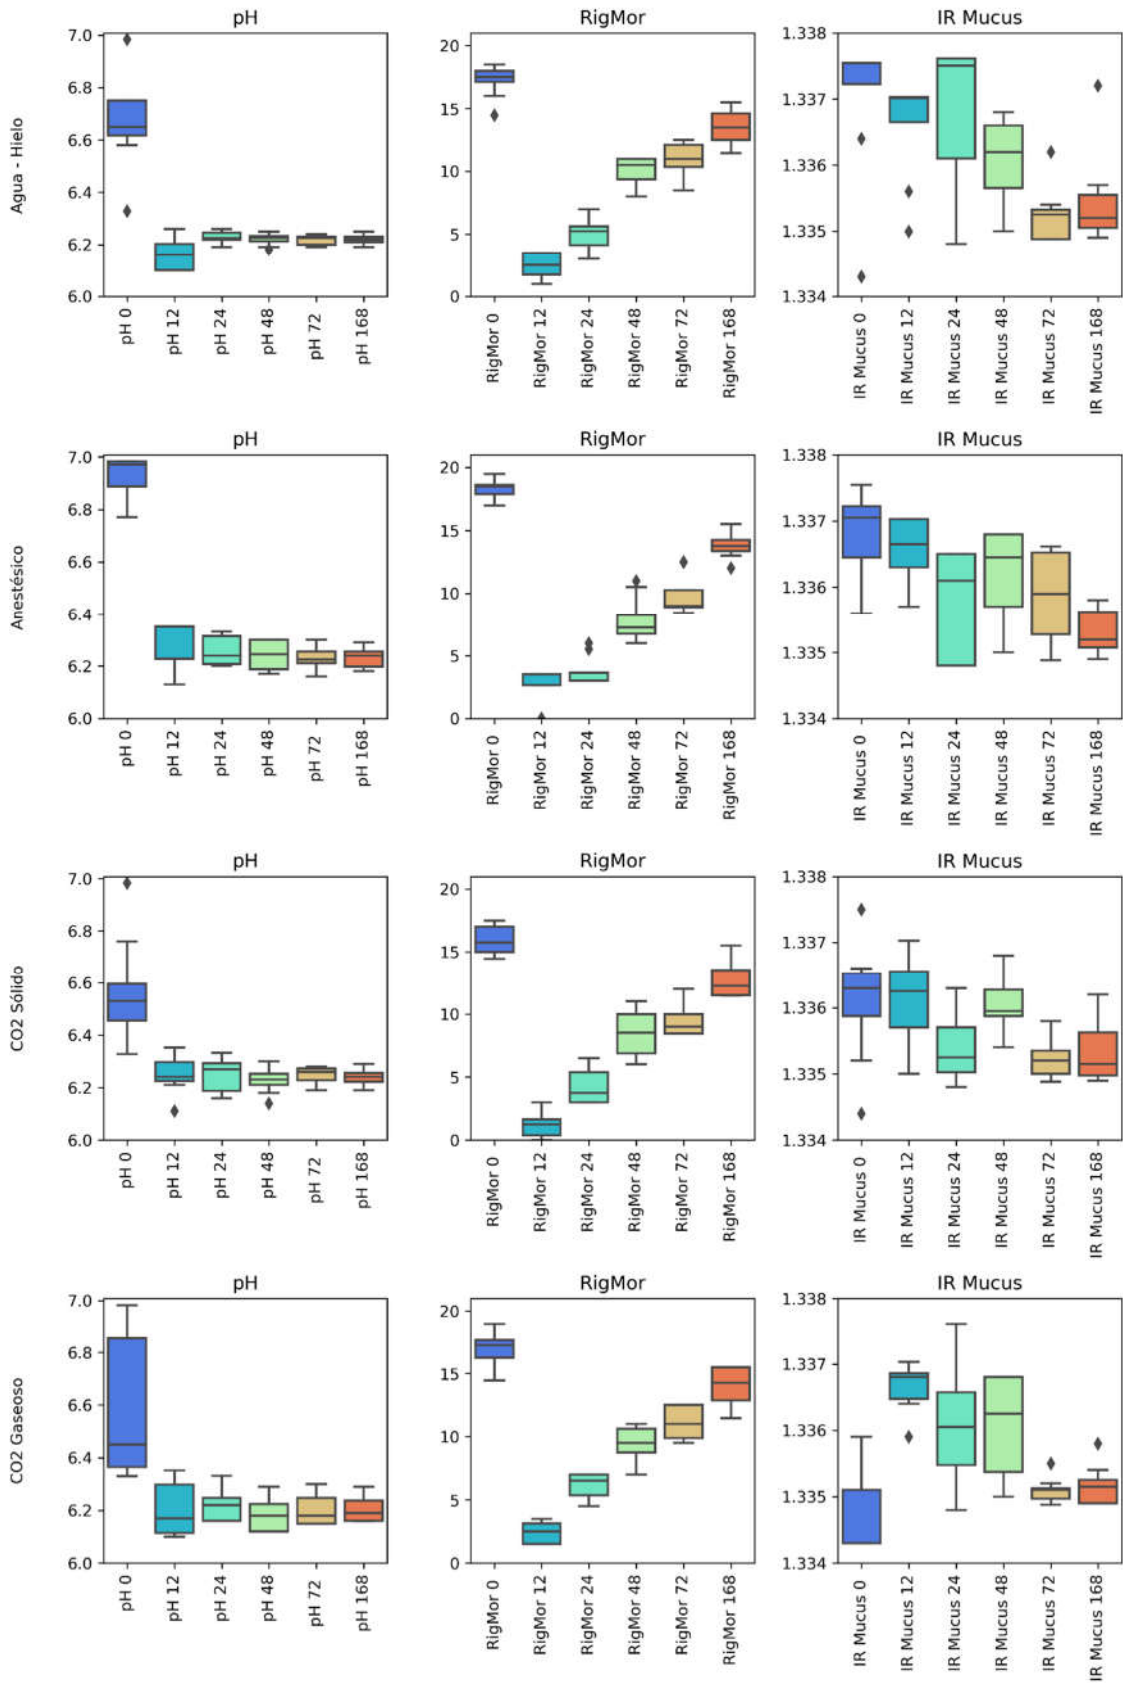 pH
RigMor
IR Mucus
Agua - Hielo
7.0
6.8
6.6
6.4
6.2
6.0
20
15
10
5
0
1.338
1.337
1.336
1.335
1.334
pH 0
pH 12
pH 24
pH 48
pH 72
pH 168
RigMor 0
RigMor 12
RigMor 24
RigMor 48
RigMor 72
RigMor 168
IR Mucus 0
IR Mucus 12
IR Mucus 24
IR Mucus 48
IR Mucus 72
IR Mucus 168
pH
RigMor
IR Mucus
Anestésico
7.0
6.8
6.6
6.4
6.2
6.0
20
15
10
5
0
1.338
1.337
1.336
1.335
1.334
pH 0
pH 12
pH 24
pH 48
pH 72
pH 168
RigMor 0
RigMor 12
RigMor 24
RigMor 48
RigMor 72
RigMor 168
IR Mucus 0
IR Mucus 12
IR Mucus 24
IR Mucus 48
IR Mucus 72
IR Mucus 168
pH
RigMor
IR Mucus
CO2 Sólido
7.0
6.8
6.6
6.4
6.2
6.0
20
15
10
5
0
1.338
1.337
1.336
1.335
1.334
pH 0
pH 12
pH 24
pH 48
pH 72
pH 168
RigMor 0
RigMor 12
RigMor 24
RigMor 48
RigMor 72
RigMor 168
IR Mucus 0
IR Mucus 12
IR Mucus 24
IR Mucus 48
IR Mucus 72
IR Mucus 168
pH
RigMor
IR Mucus
CO2 Gaseoso
7.0
6.8
6.6
6.4
6.2
6.0
20
15
10
5
0
1.338
1.337
1.336
1.335
1.334
pH 0
pH 12
pH 24
pH 48
pH 72
pH 168
RigMor 0
RigMor 12
RigMor 24
RigMor 48
RigMor 72
RigMor 168
IR Mucus 0
IR Mucus 12
IR Mucus 24
IR Mucus 48
IR Mucus 72
IR Mucus 168